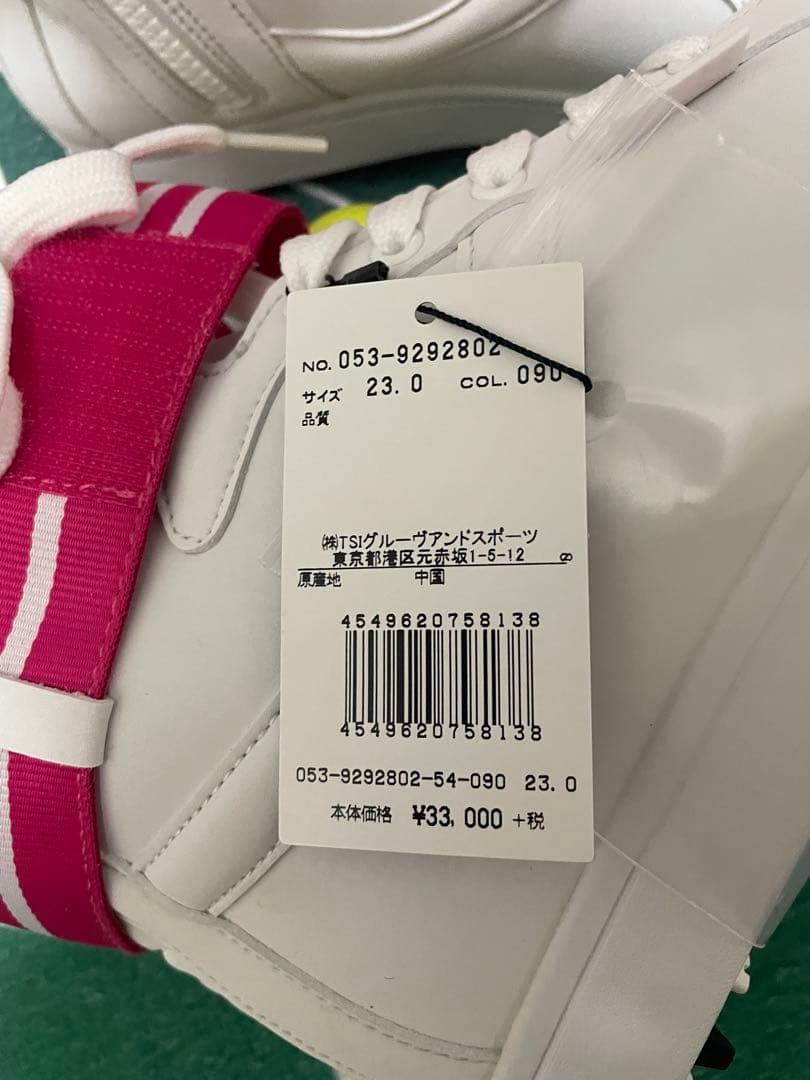 NO. 053-9292802
サイズ 23.0 COL. 090
品質
㈱TSIグルーヴアンドスポーツ
東京都港区元赤坂1-5-12 ∞
原産地 中国
4549620758138
4549620758138
053-9292802-54-090 23.0
本体価格 ¥33,000 +税